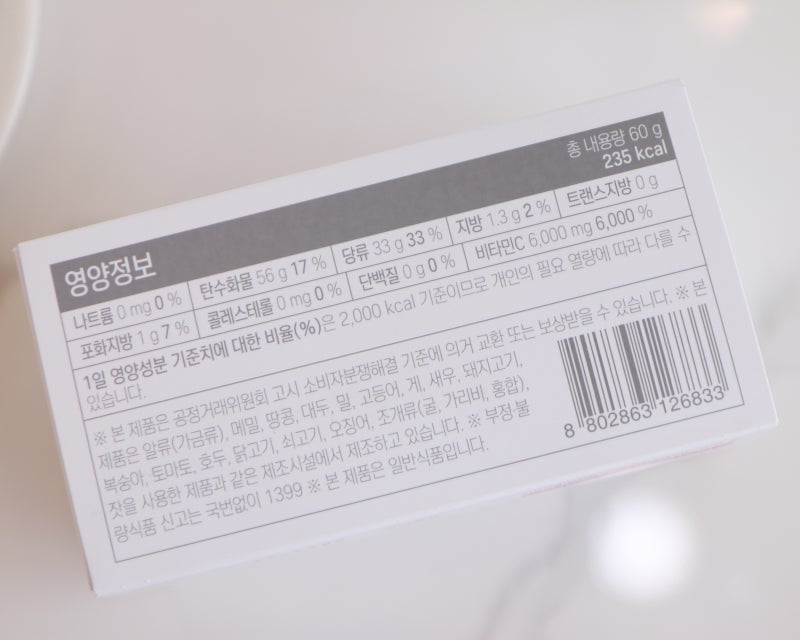 영양정보
총 내용량 60 g
235 kcal
나트륨 0 mg 0 % 탄수화물 56 g 17 % 당류 33 g 33 % 지방 1.3 g 2 % 트랜스지방 0 g
포화지방 1 g 7 % 콜레스테롤 0 mg 0 % 단백질 0 g 0 % 비타민C 6,000 mg 6,000 %
1일 영양성분 기준치에 대한 비율(%)은 2,000 kcal 기준이므로 개인의 필요 열량에 따라 다를 수
있습니다.
※ 본 제품은 공정거래위원회 고시 소비자분쟁해결 기준에 의거 교환 또는 보상받을 수 있습니다. ※ 본
제품은 알류(가금류), 메밀, 땅콩, 대두, 밀, 고등어, 게, 새우, 돼지고기,
복숭아, 토마토, 호두, 닭고기, 쇠고기, 오징어, 조개류(굴, 가리비, 홍합),
잣을 사용한 제품과 같은 제조시설에서 제조하고 있습니다. ※ 부정·불
량식품 신고는 국번없이 1399 ※ 본 제품은 일반식품입니다.
8 802863 126833